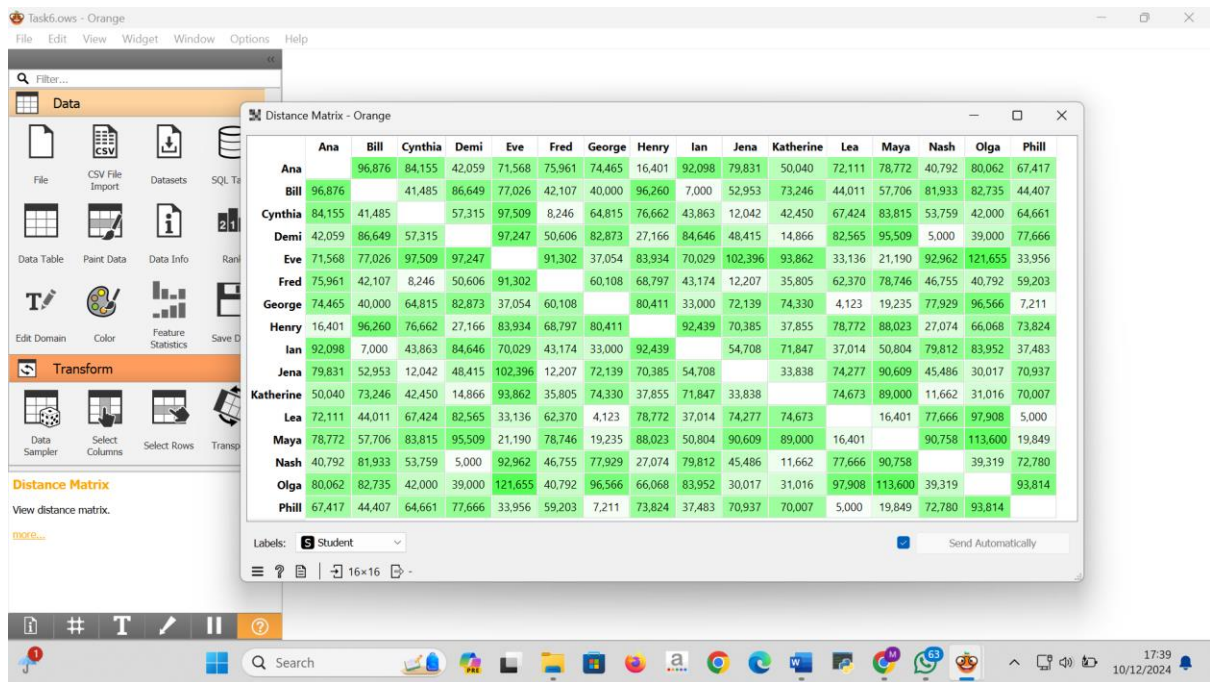 Task6.ows - Orange
File Edit View Widget Window Options Help
Filter...
Data
File CSV File Import Datasets
Data Table Paint Data Data Info
Edit Domain Color Feature Statistics
Transform
Data Sampler Select Columns Select Rows
Distance Matrix
View distance matrix.
more...
Distance Matrix - Orange
Ana Bill Cynthia Demi Eve Fred George Henry Ian Jena Katherine Lea Maya Nash Olga Phill
Ana 96,876 84,155 42,059 71,568 75,961 74,465 16,401 92,098 79,831 50,040 72,111 78,772 40,792 80,062 67,417
Bill 96,876 41,485 86,649 77,026 42,107 40,000 96,260 7,000 52,953 73,246 44,011 57,706 81,933 82,735 44,407
Cynthia 84,155 41,485 57,315 97,509 8,246 64,815 76,662 43,863 12,042 42,450 67,424 83,815 53,759 42,000 64,661
Demi 42,059 86,649 57,315 97,247 50,606 82,873 27,166 84,646 48,415 14,866 82,565 95,509 5,000 39,000 77,666
Eve 71,568 77,026 97,509 97,247 91,302 37,054 83,934 70,029 102,396 93,862 33,136 21,190 92,962 121,655 33,956
Fred 75,961 42,107 8,246 50,606 91,302 60,108 68,797 43,174 12,207 35,805 62,370 78,746 46,755 40,792 59,203
George 74,465 40,000 64,815 82,873 37,054 60,108 80,411 33,000 72,139 74,330 4,123 19,235 77,929 96,566 7,211
Henry 16,401 96,260 76,662 27,166 83,934 68,797 80,411 92,439 70,385 37,855 78,772 88,023 27,074 66,068 73,824
Ian 92,098 7,000 43,863 84,646 70,029 43,174 33,000 92,439 54,708 71,847 37,014 50,804 79,812 83,952 37,483
Jena 79,831 52,953 12,042 48,415 102,396 12,207 72,139 70,385 54,708 33,838 74,277 90,609 45,486 30,017 70,937
Katherine 50,040 73,246 42,450 14,866 93,862 35,805 74,330 37,855 71,847 33,838 74,673 89,000 11,662 31,016 70,007
Lea 72,111 44,011 67,424 82,565 33,136 62,370 4,123 78,772 37,014 74,277 74,673 16,401 77,666 97,908 5,000
Maya 78,772 57,706 83,815 95,509 21,190 78,746 19,235 88,023 50,804 90,609 89,000 16,401 90,758 113,600 19,849
Nash 40,792 81,933 53,759 5,000 92,962 46,755 77,929 27,074 79,812 45,486 11,662 77,666 90,758 39,319 72,780
Olga 80,062 82,735 42,000 39,000 121,655 40,792 96,566 66,068 83,952 30,017 31,016 97,908 113,600 39,319 93,814
Phill 67,417 44,407 64,661 77,666 33,956 59,203 7,211 73,824 37,483 70,937 70,007 5,000 19,849 72,780 93,814
Labels: S Student Send Automatically
16×16 -
Search
17:39
10/12/2024